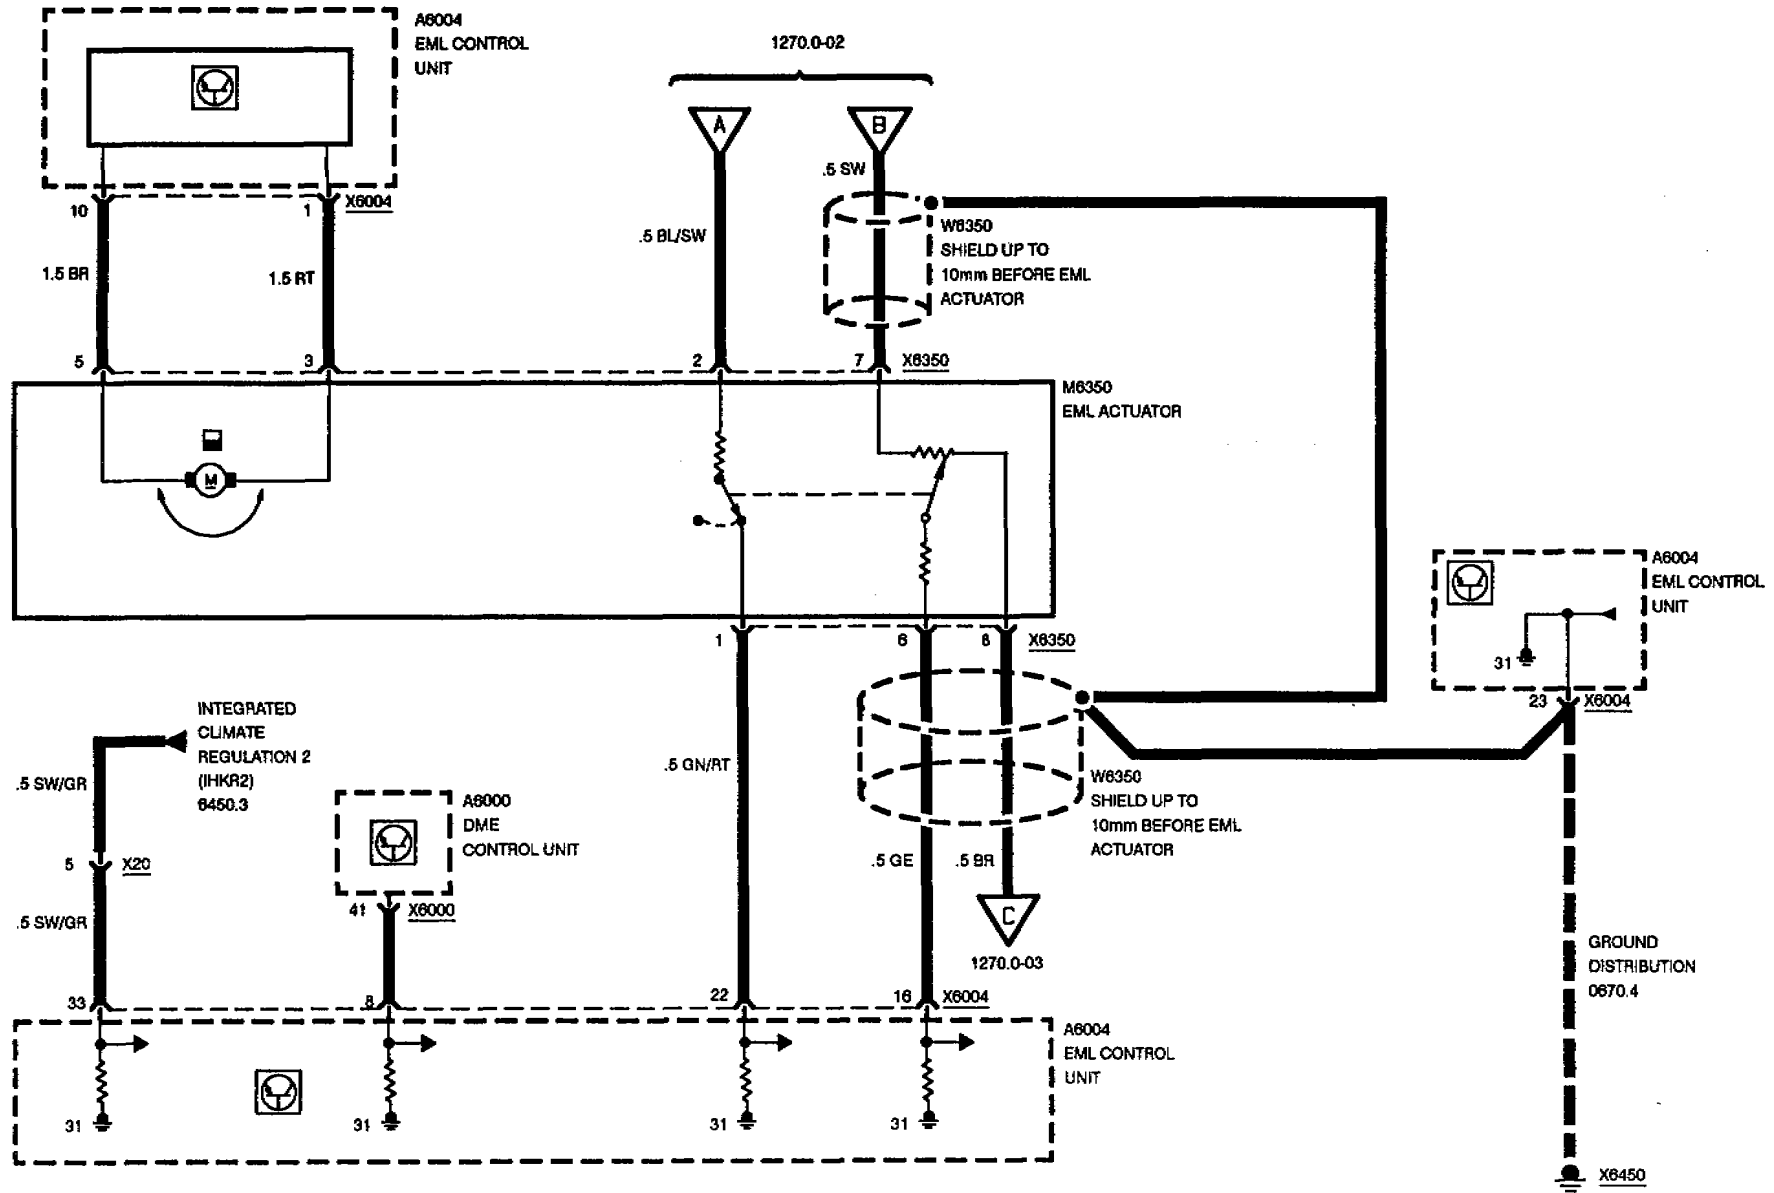 A6004
EML CONTROL
UNIT
1270.0-02
A
B
.5 SW
10
1
X6004
W6350
SHIELD UP TO
10mm BEFORE EML
ACTUATOR
.5 BL/SW
1.5 BR
1.5 RT
5
3
2
7
X6350
M6350
EML ACTUATOR
M
A6004
EML CONTROL
UNIT
31
1
6
8
X6350
23
X6004
INTEGRATED
CLIMATE
REGULATION 2
(IHKR2)
6450.3
.5 SW/GR
.5 GN/RT
W6350
SHIELD UP TO
10mm BEFORE EML
ACTUATOR
A6000
DME
CONTROL UNIT
5
X20
.5 GE
.5 BR
41
X6000
C
.5 SW/GR
1270.0-03
GROUND
DISTRIBUTION
0670.4
33
8
22
16
X6004
A6004
EML CONTROL
UNIT
31
31
31
31
X6450